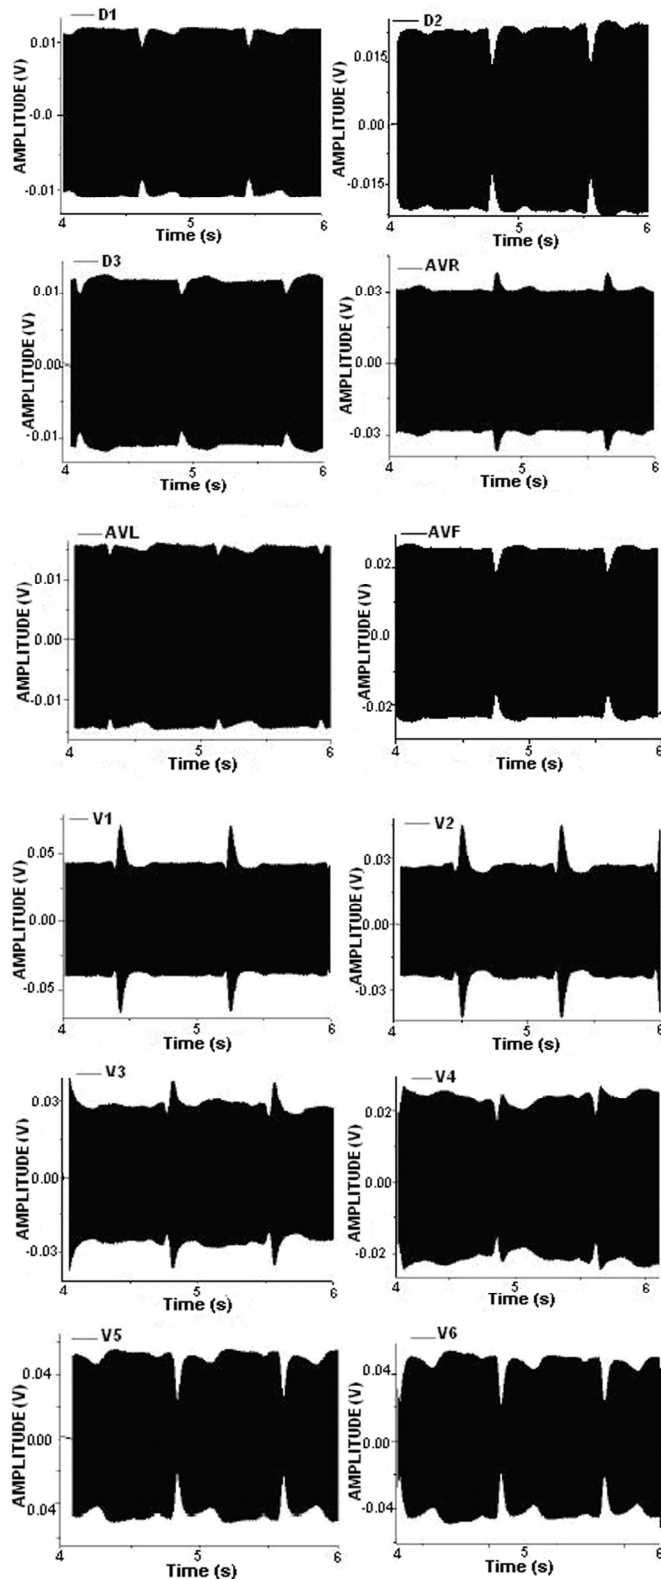 D1
AMPLITUDE (V)
0.01
-0.0
-0.01
4 5 6
Time (s)
D2
AMPLITUDE (V)
0.015
0.00
-0.015
4 5 6
Time (s)
D3
AMPLITUDE (V)
0.01
0.00
-0.01
4 5 6
Time (s)
AVR
AMPLITUDE (V)
0.03
0.00
-0.03
4 5 6
Time (s)
AVL
AMPLITUDE (V)
0.01
0.00
-0.01
4 5 6
Time (s)
AVF
AMPLITUDE (V)
0.02
0.0
-0.02
4 5 6
Time (s)
V1
AMPLITUDE (V)
0.05
0.00
-0.05
4 5 6
Time (s)
V2
AMPLITUDE (V)
0.03
0.00
-0.03
4 5 6
Time (s)
V3
AMPLITUDE (V)
0.03
0.00
-0.03
4 5 6
Time (s)
V4
AMPLITUDE (V)
0.02
0.00
-0.02
4 5 6
Time (s)
V5
AMPLITUDE (V)
0.04
0.00
0.04
4 5 6
Time (s)
V6
AMPLITUDE (V)
0.04
0.00
-0.04
4 5 6
Time (s)